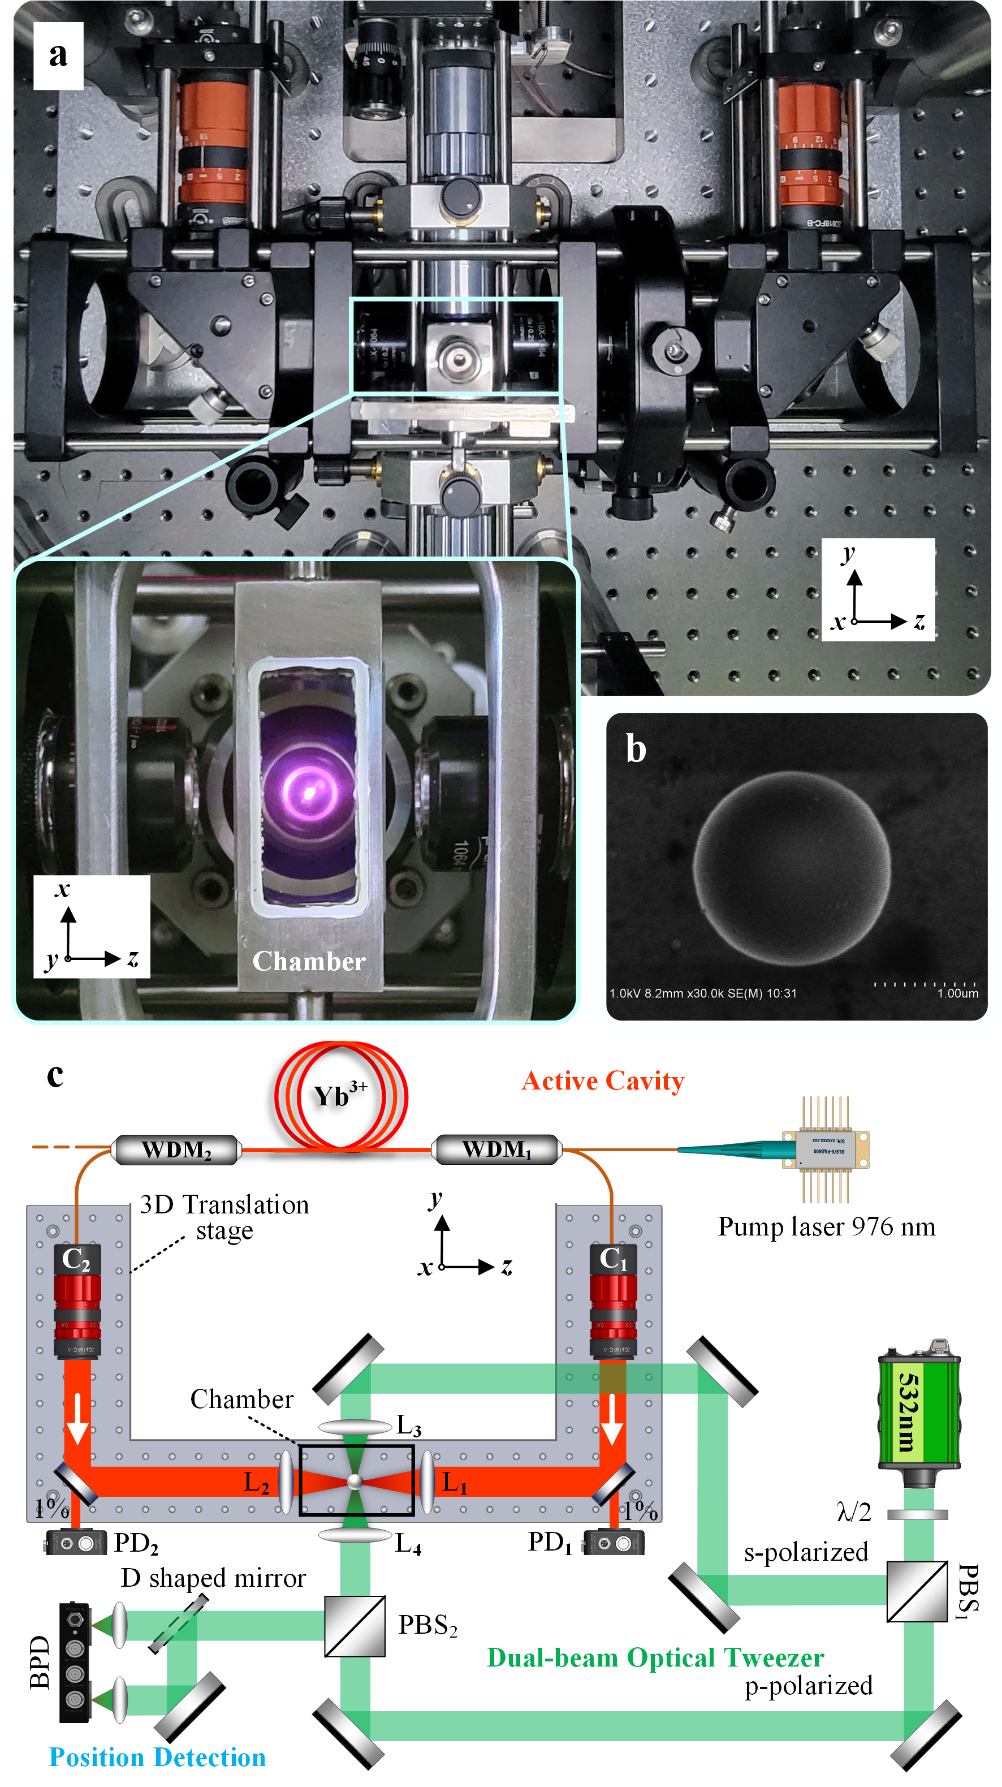 a
y
x z
x
y z
Chamber
1064
b
1.0kV 8.2mm x30.0k SE(M) 10:31
1.00um
c
Yb3+
Active Cavity
WDM2
WDM1
3D Translation
stage
y
x z
Pump laser 976 nm
C2
C1
Chamber
L3
L2
L1
L4
1%
1%
PD2
PD1
532nm
λ/2
s-polarized
PBS1
D shaped mirror
PBS2
BPD
Dual-beam Optical Tweezer
p-polarized
Position Detection